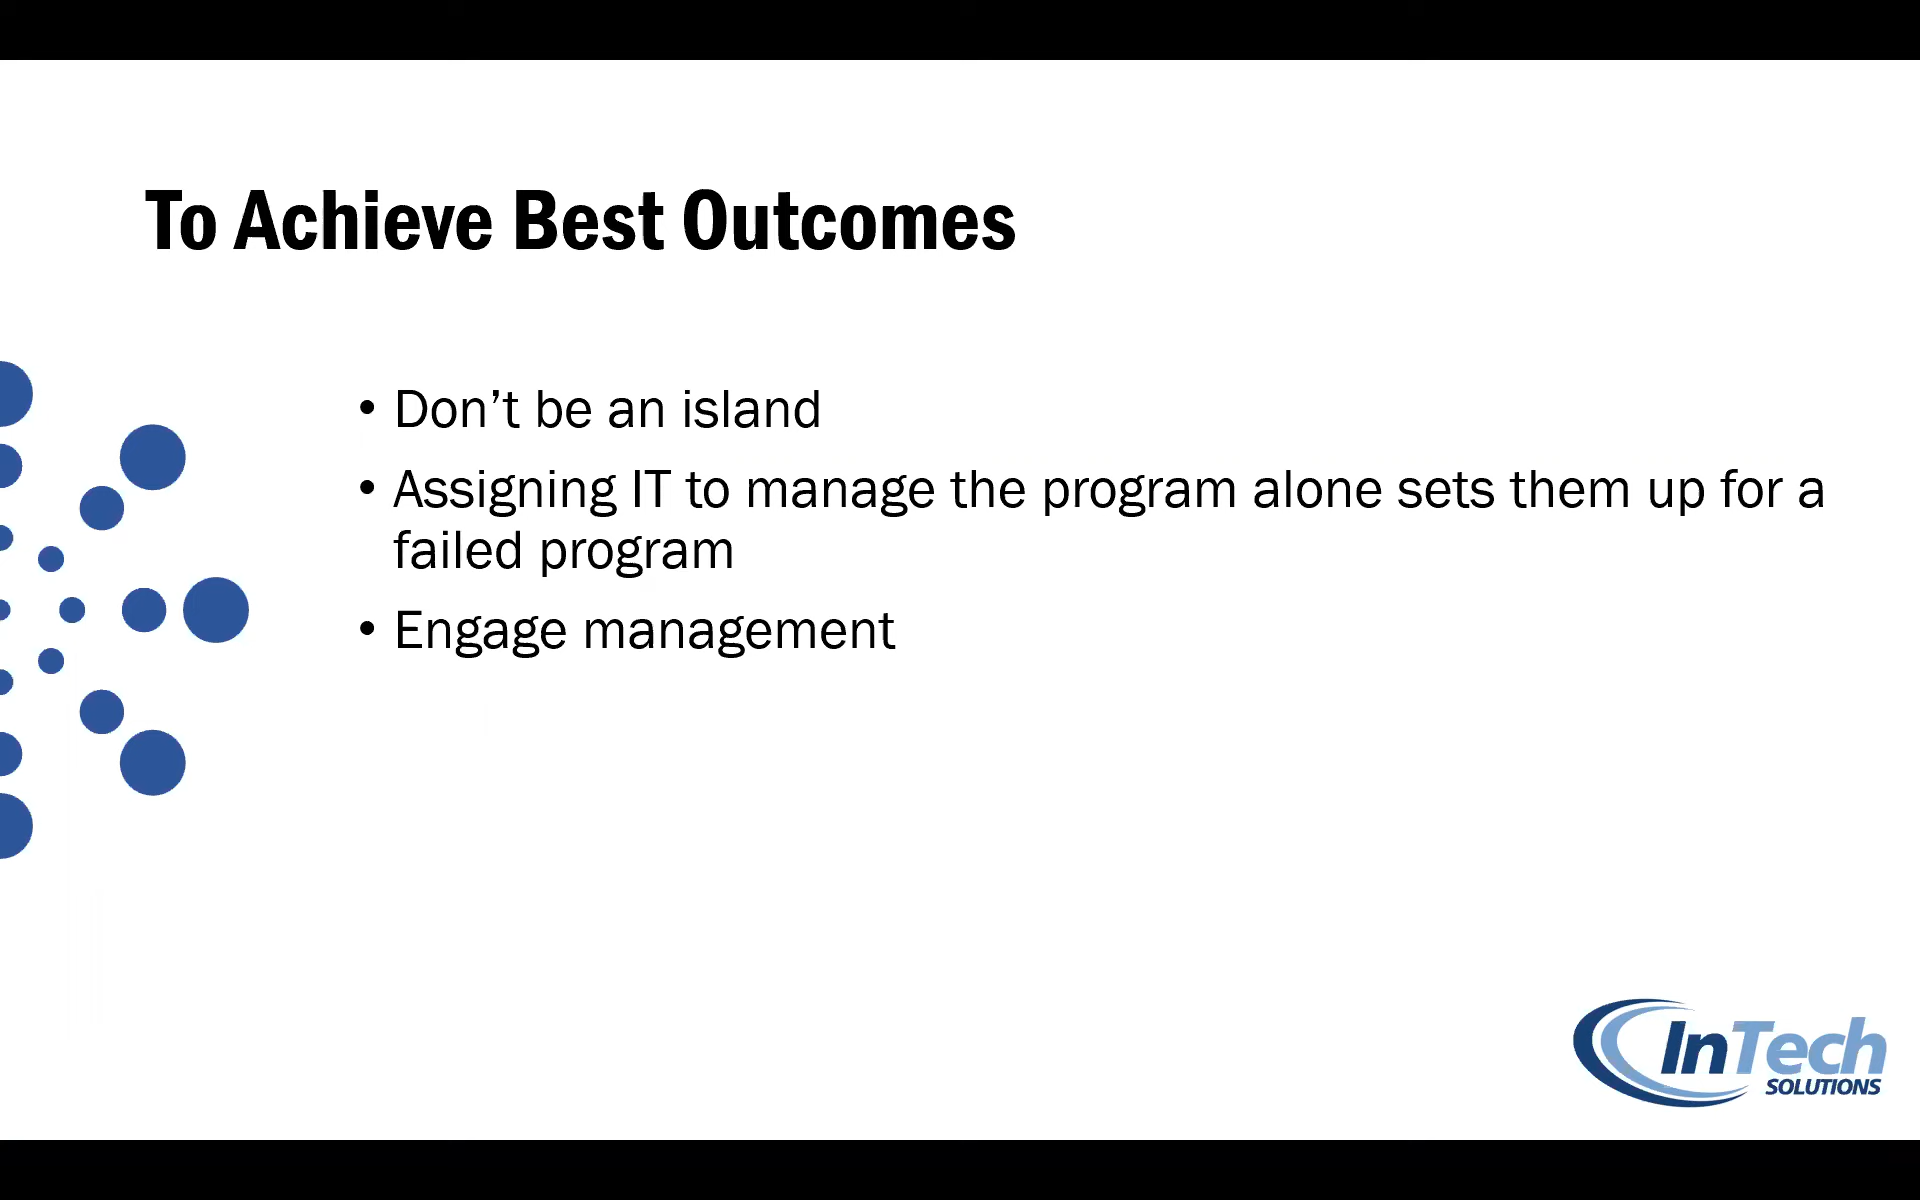 To Achieve Best Outcomes
• Don’t be an island
• Assigning IT to manage the program alone sets them up for a
failed program
• Engage management
InTech
SOLUTIONS